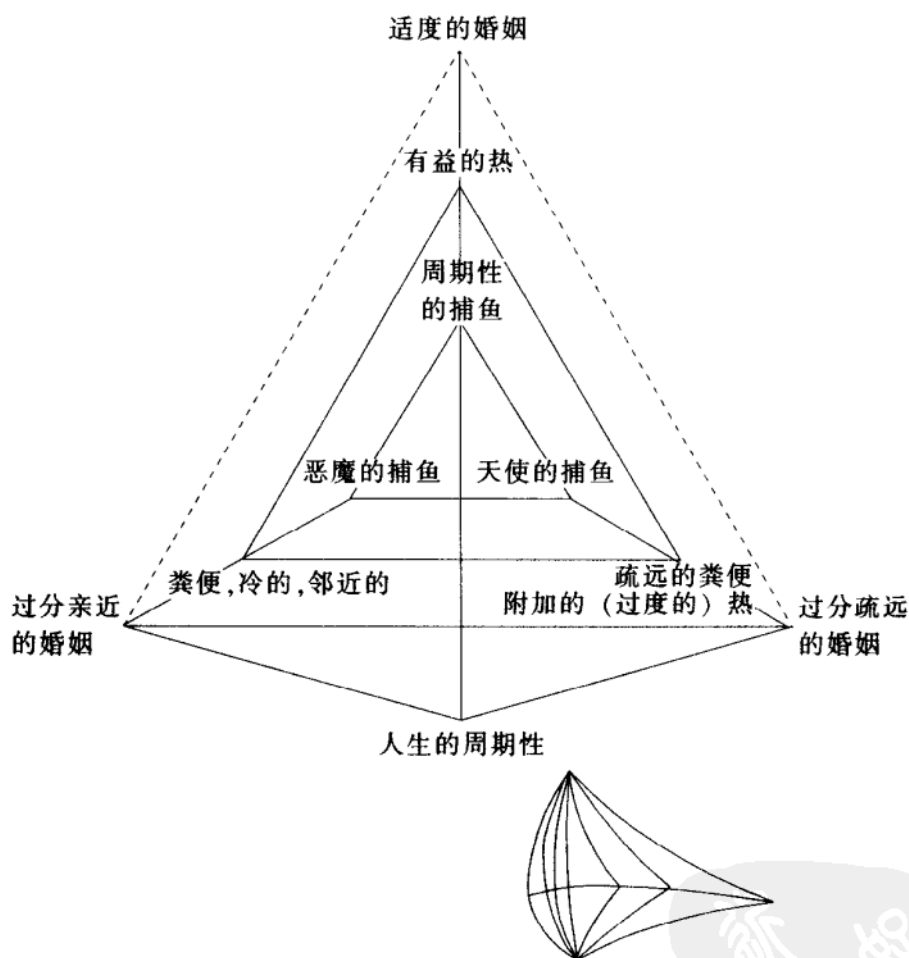 适度的婚姻
有益的热
周期性
的捕鱼
恶魔的捕鱼
天使的捕鱼
粪便,冷的,邻近的
疏远的粪便
附加的（过度的）热
过分亲近
的婚姻
过分疏远
的婚姻
人生的周期性